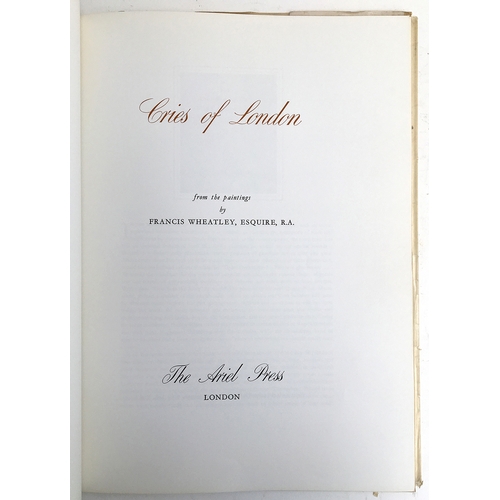 Cries of London
from the paintings
by
FRANCIS WHEATLEY, ESQUIRE, R.A.
The Ariel Press
LONDON